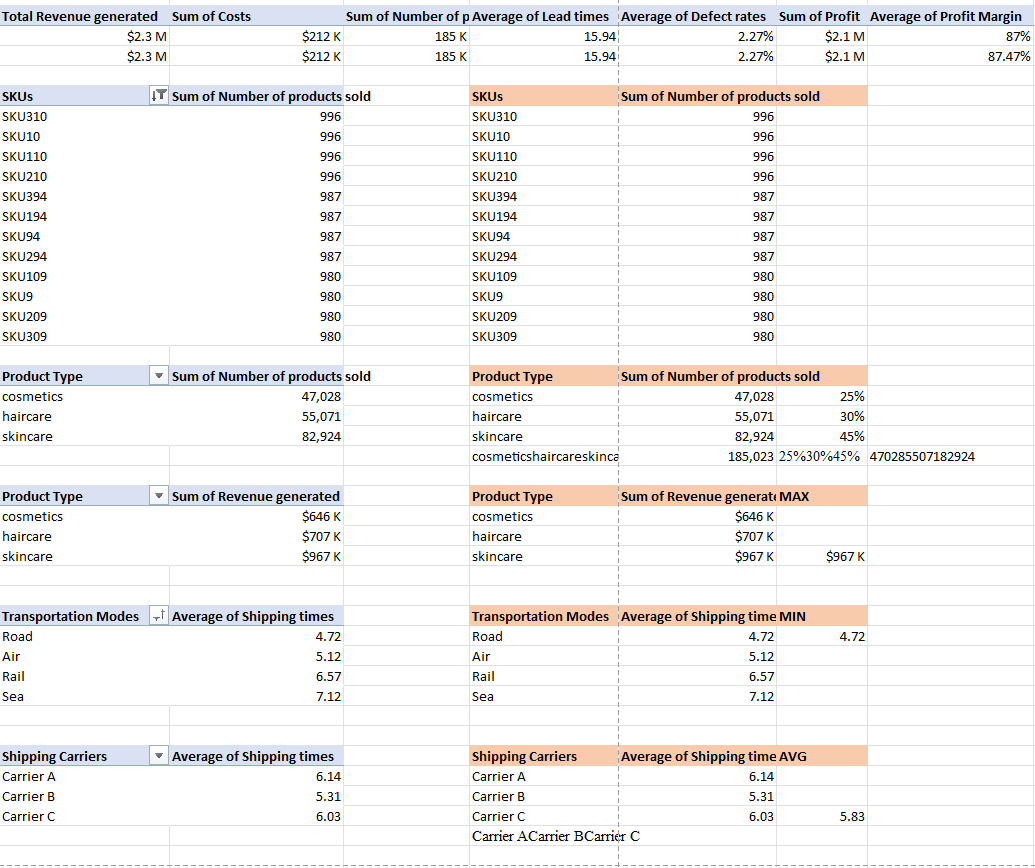 Total Revenue generated Sum of Costs Sum of Number of p Average of Lead times Average of Defect rates Sum of Profit Average of Profit Margin
$2.3 M $212 K 185 K 15.94 2.27% $2.1 M 87%
$2.3 M $212 K 185 K 15.94 2.27% $2.1 M 87.47%
SKUs Sum of Number of products sold SKUs Sum of Number of products sold
SKU310 996 SKU310 996
SKU10 996 SKU10 996
SKU110 996 SKU110 996
SKU210 996 SKU210 996
SKU394 987 SKU394 987
SKU194 987 SKU194 987
SKU94 987 SKU94 987
SKU294 987 SKU294 987
SKU109 980 SKU109 980
SKU9 980 SKU9 980
SKU209 980 SKU209 980
SKU309 980 SKU309 980
Product Type Sum of Number of products sold Product Type Sum of Number of products sold
cosmetics 47,028 cosmetics 47,028 25%
haircare 55,071 haircare 55,071 30%
skincare 82,924 skincare 82,924 45%
cosmeticshaircareskinca 185,023 25%30%45% 470285507182924
Product Type Sum of Revenue generated Product Type Sum of Revenue generat MAX
cosmetics $646 K cosmetics $646 K
haircare $707 K haircare $707 K
skincare $967 K skincare $967 K $967 K
Transportation Modes Average of Shipping times Transportation Modes Average of Shipping time MIN
Road 4.72 Road 4.72 4.72
Air 5.12 Air 5.12
Rail 6.57 Rail 6.57
Sea 7.12 Sea 7.12
Shipping Carriers Average of Shipping times Shipping Carriers Average of Shipping time AVG
Carrier A 6.14 Carrier A 6.14
Carrier B 5.31 Carrier B 5.31
Carrier C 6.03 Carrier C 6.03 5.83
Carrier ACarrier BCarrier C